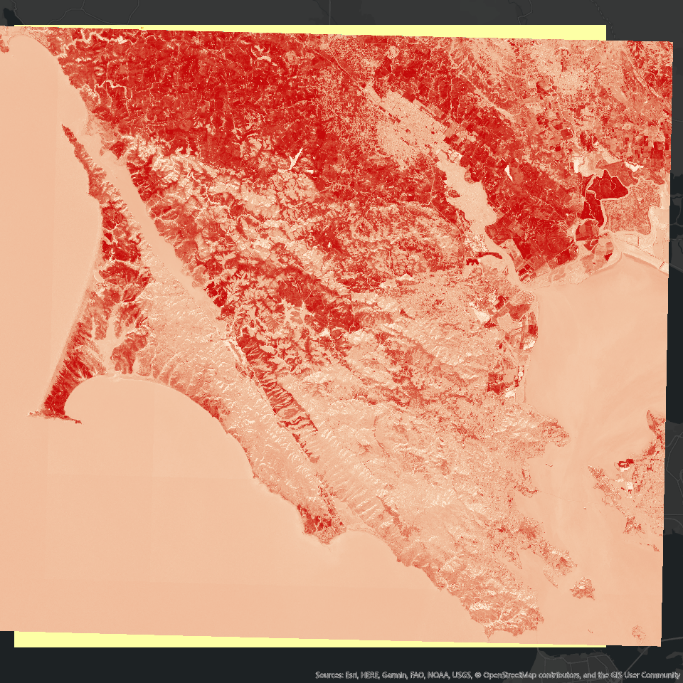 Sources: Esri, HERE, Garmin, FAO, NOAA, USGS, © OpenStreetMap contributors, and the GIS User Community